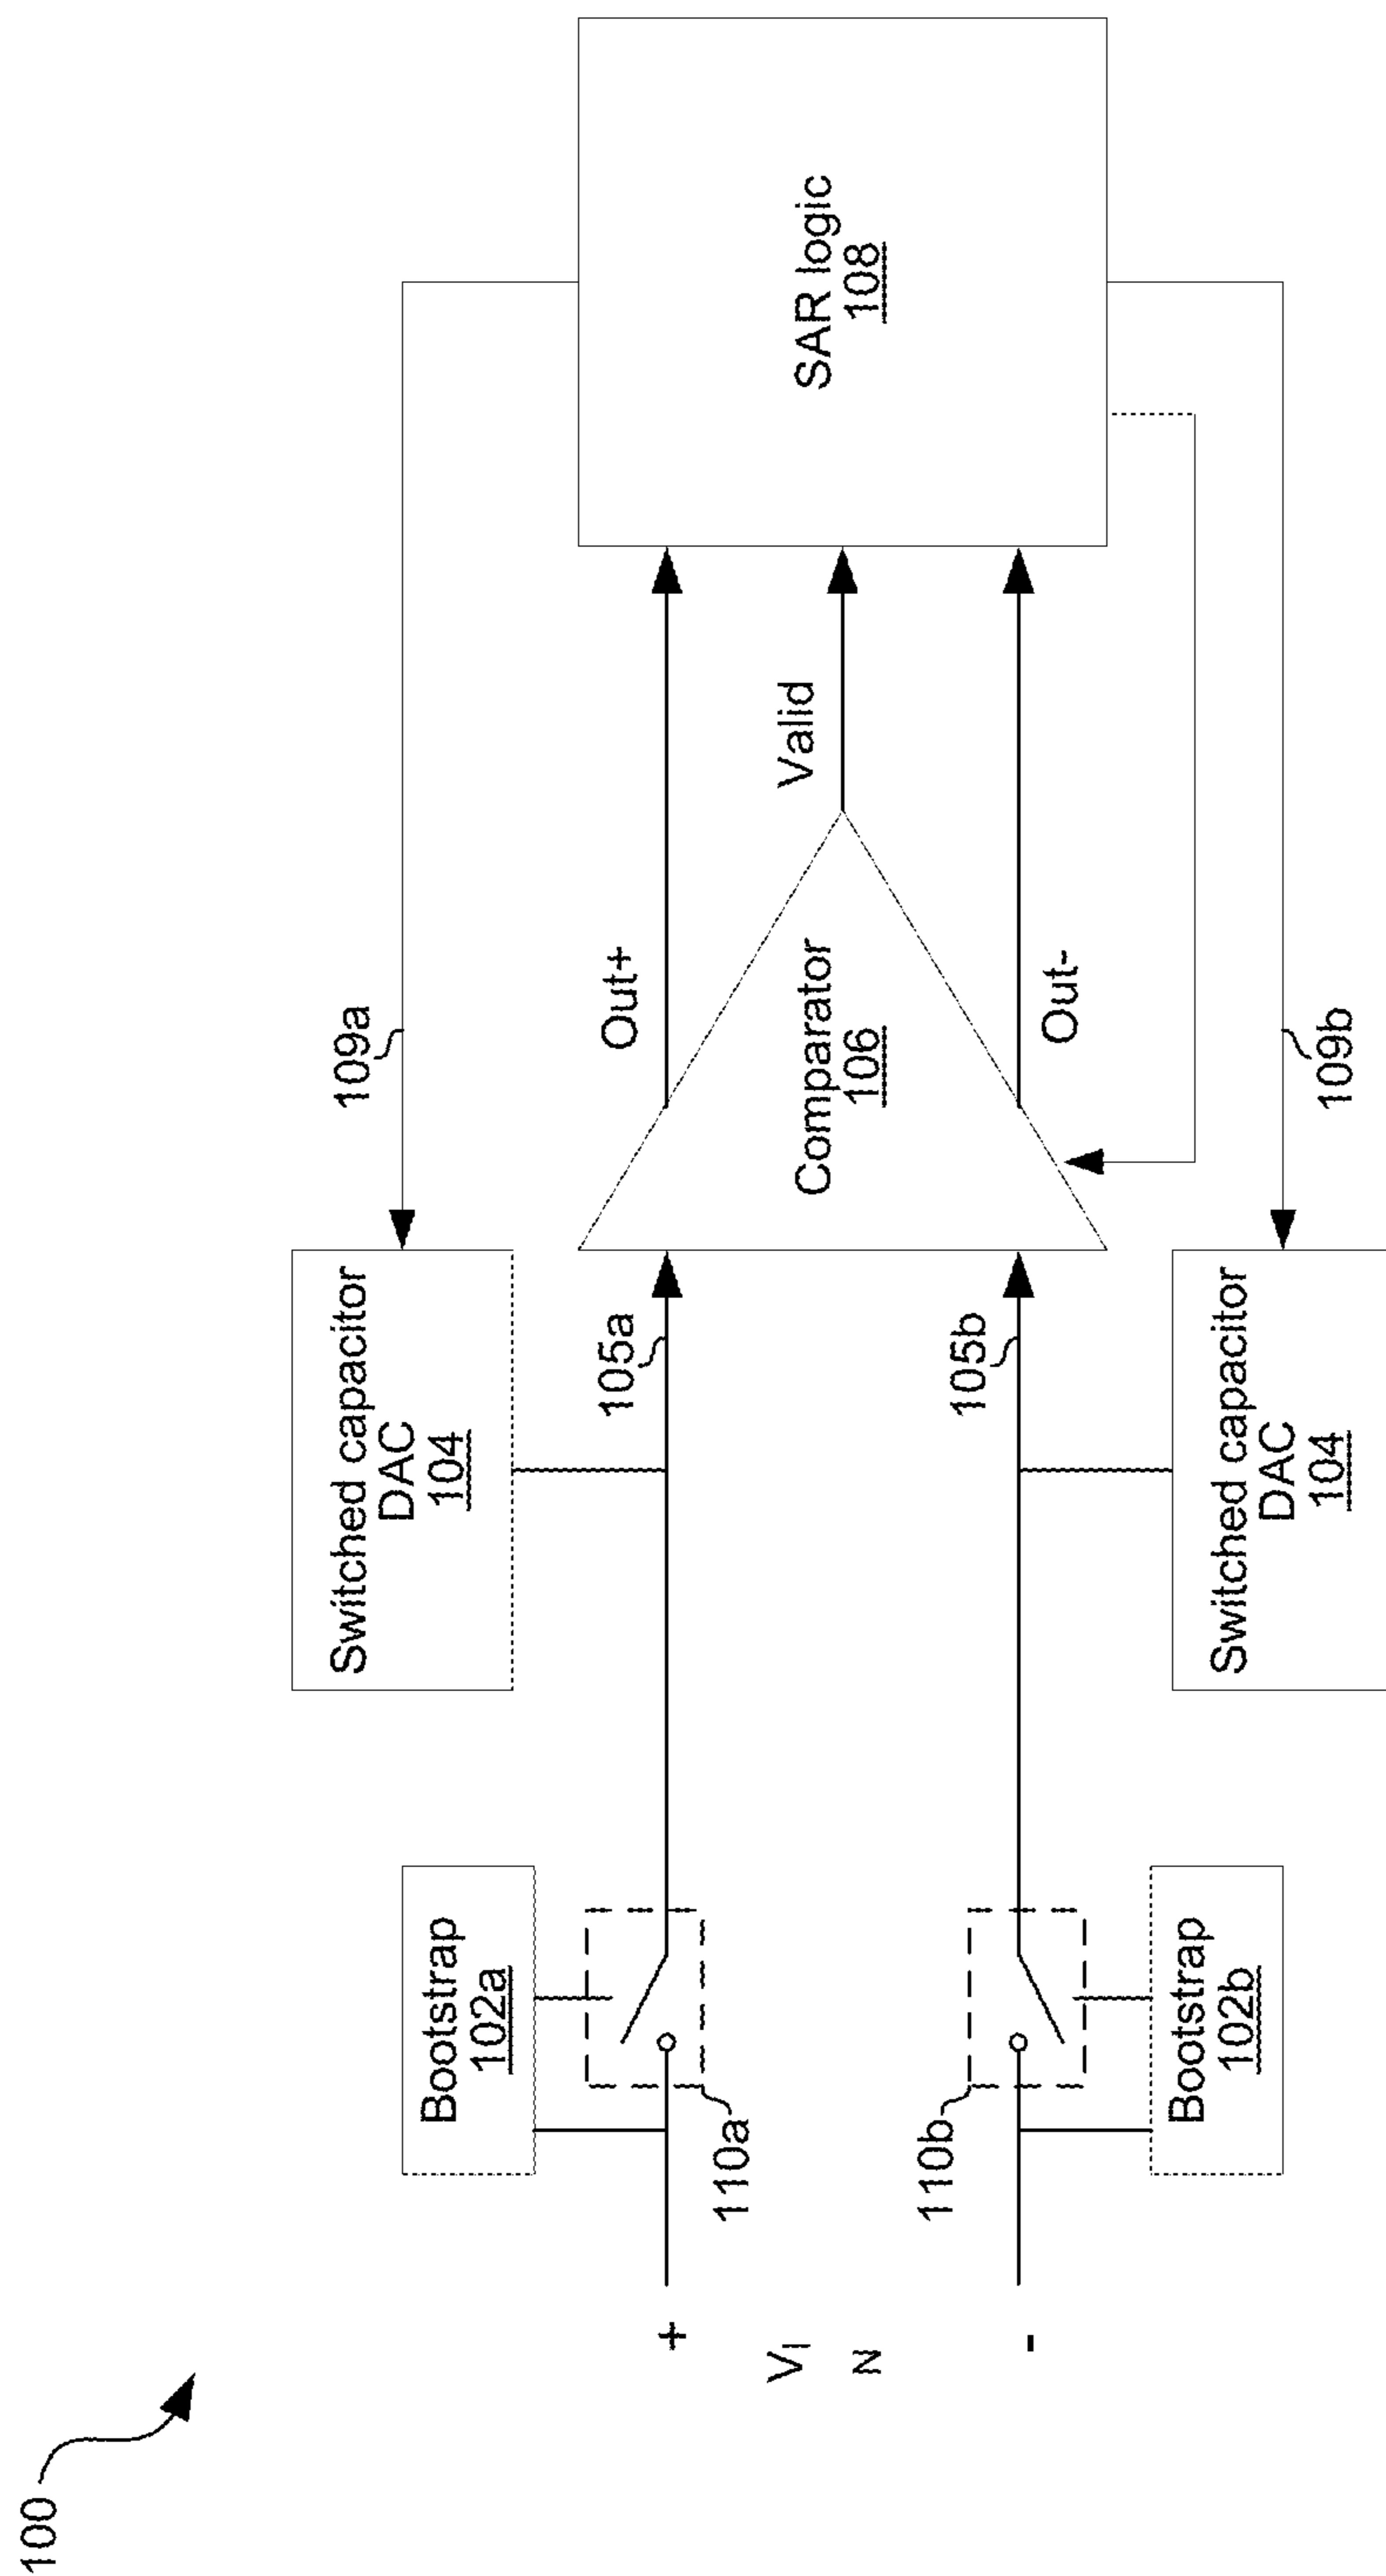 100
Switched capacitor
DAC
104
109a
Bootstrap
102a
SAR logic
108
Out+
105a
110a
+
Valid
Comparator
106
VI
N
110b
105b
Out-
-
Bootstrap
102b
Switched capacitor
DAC
104
109b